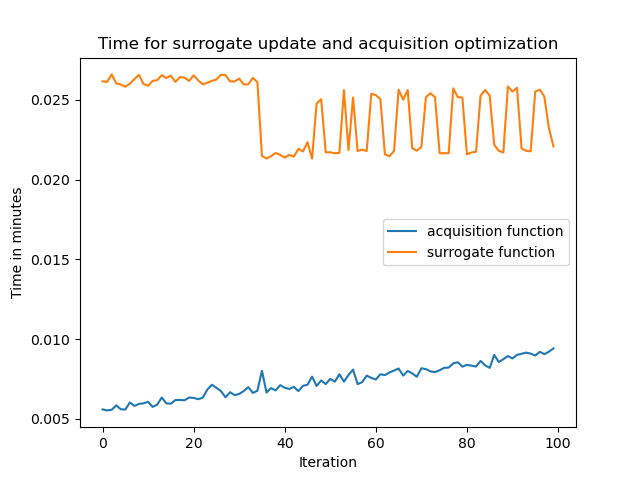 Time for surrogate update and acquisition optimization
0.025
0.020
0.015
0.010
0.005
Time in minutes
acquisition function
surrogate function
0
20
40
60
80
100
Iteration